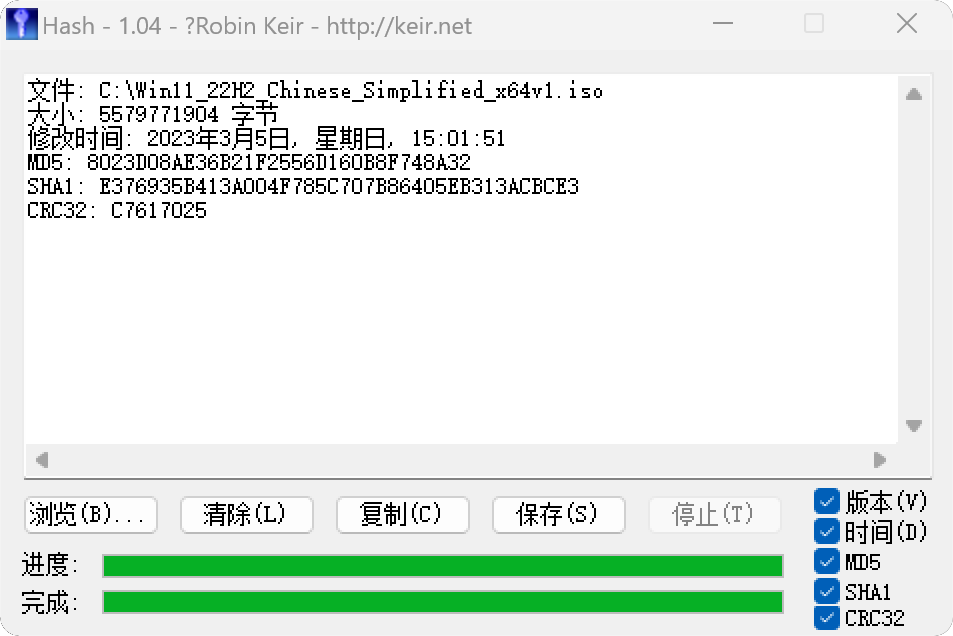 Hash - 1.04 - ?Robin Keir - http://keir.net
文件: C:\Win11_22H2_Chinese_Simplified_x64v1.iso
大小: 5579771904 字节
修改时间: 2023年3月5日, 星期日, 15:01:51
MD5: 8023D08AE36B21F2556D160B8F748A32
SHA1: E376935B413A004F785C707B86405EB313ACBCE3
CRC32: C7617025
浏览(B)... 清除(L) 复制(C) 保存(S) 停止(T)
版本(V)
时间(D)
进度:
MD5
SHA1
完成:
CRC32